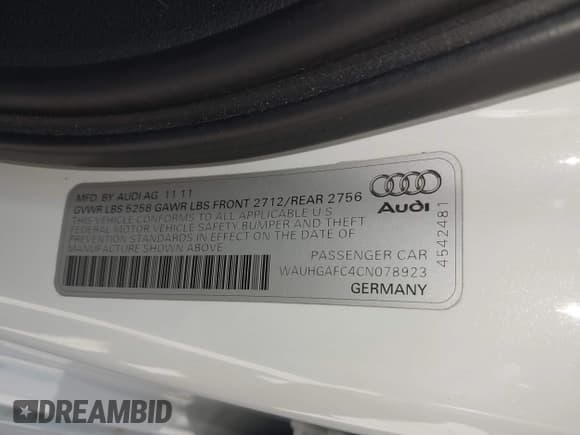 MFD. BY AUDI AG 11 11
GVWR LBS 5258 GAWR LBS FRONT 2712/REAR 2756
THIS VEHICLE CONFORMS TO ALL APPLICABLE U S
FEDERAL MOTOR VEHICLE SAFETY BUMPER AND THEFT
PREVENTION STANDARDS IN EFFECT ON THE DATE OF
MANUFACTURE SHOWN ABOVE
Audi
4542481
PASSENGER CAR
WAUHGAFC4CN078923
GERMANY
DREAMBID